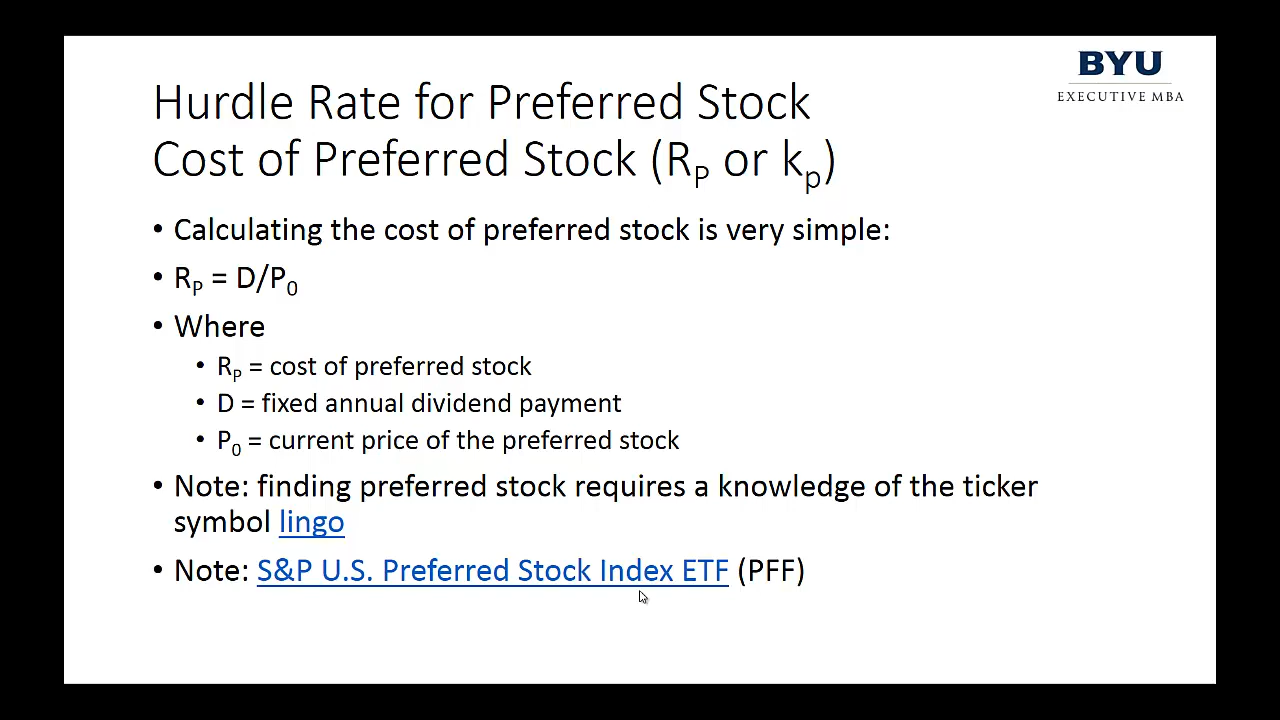 BYU
EXECUTIVE MBA
Hurdle Rate for Preferred Stock
Cost of Preferred Stock (RP or kp)
• Calculating the cost of preferred stock is very simple:
• RP = D/P0
• Where
• RP = cost of preferred stock
• D = fixed annual dividend payment
• P0 = current price of the preferred stock
• Note: finding preferred stock requires a knowledge of the ticker
symbol lingo
• Note: S&P U.S. Preferred Stock Index ETF (PFF)